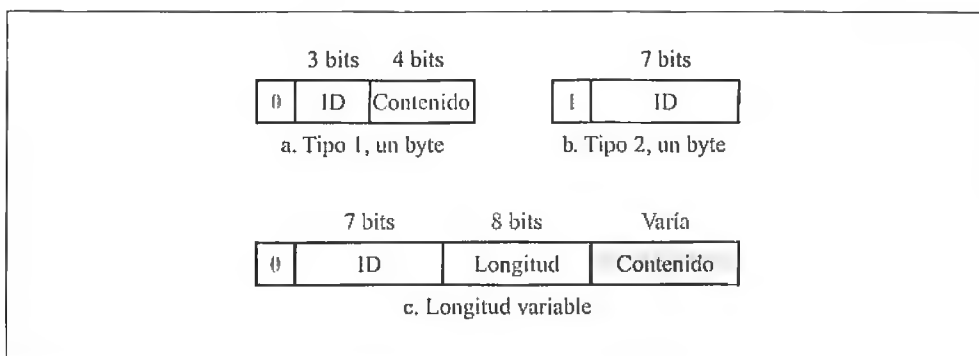 3 bits 4 bits 7 bits
0 ID Contenido 1 ID
a. Tipo 1, un byte b. Tipo 2, un byte
7 bits 8 bits Varía
0 ID Longitud Contenido
c. Longitud variable